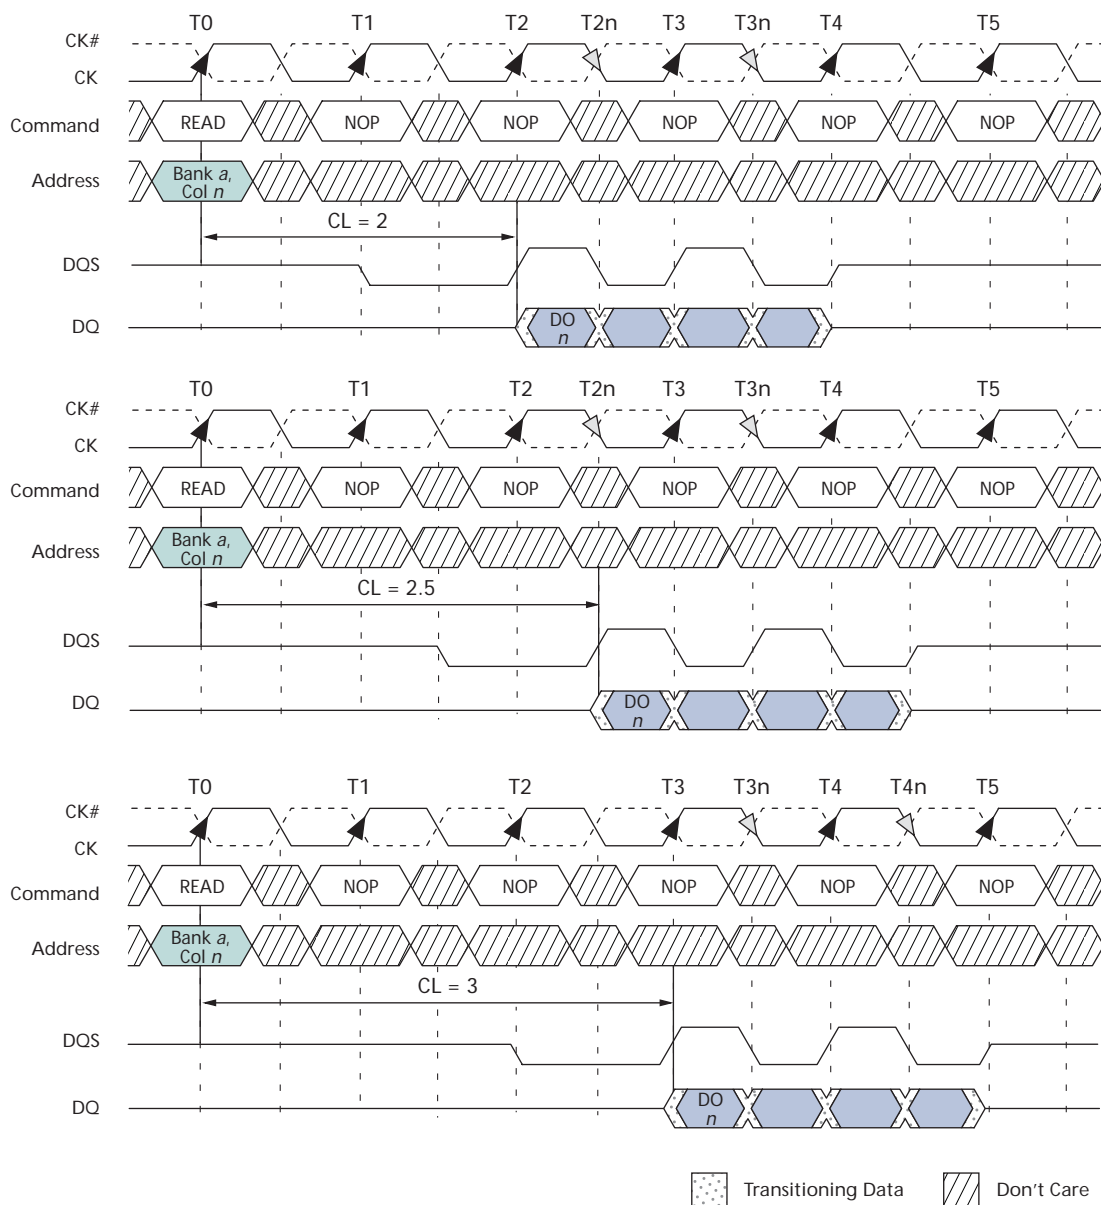 T0 T1 T2 T2n T3 T3n T4 T5
CK#
CK
Command READ NOP NOP NOP NOP NOP
Address Bank a,
Col n
CL = 2
DQS
DQ DO
n
T0 T1 T2 T2n T3 T3n T4 T5
CK#
CK
Command READ NOP NOP NOP NOP NOP
Address Bank a,
Col n
CL = 2.5
DQS
DQ DO
n
T0 T1 T2 T3 T3n T4 T4n T5
CK#
CK
Command READ NOP NOP NOP NOP NOP
Address Bank a,
Col n
CL = 3
DQS
DQ DO
n
Transitioning Data Don't Care